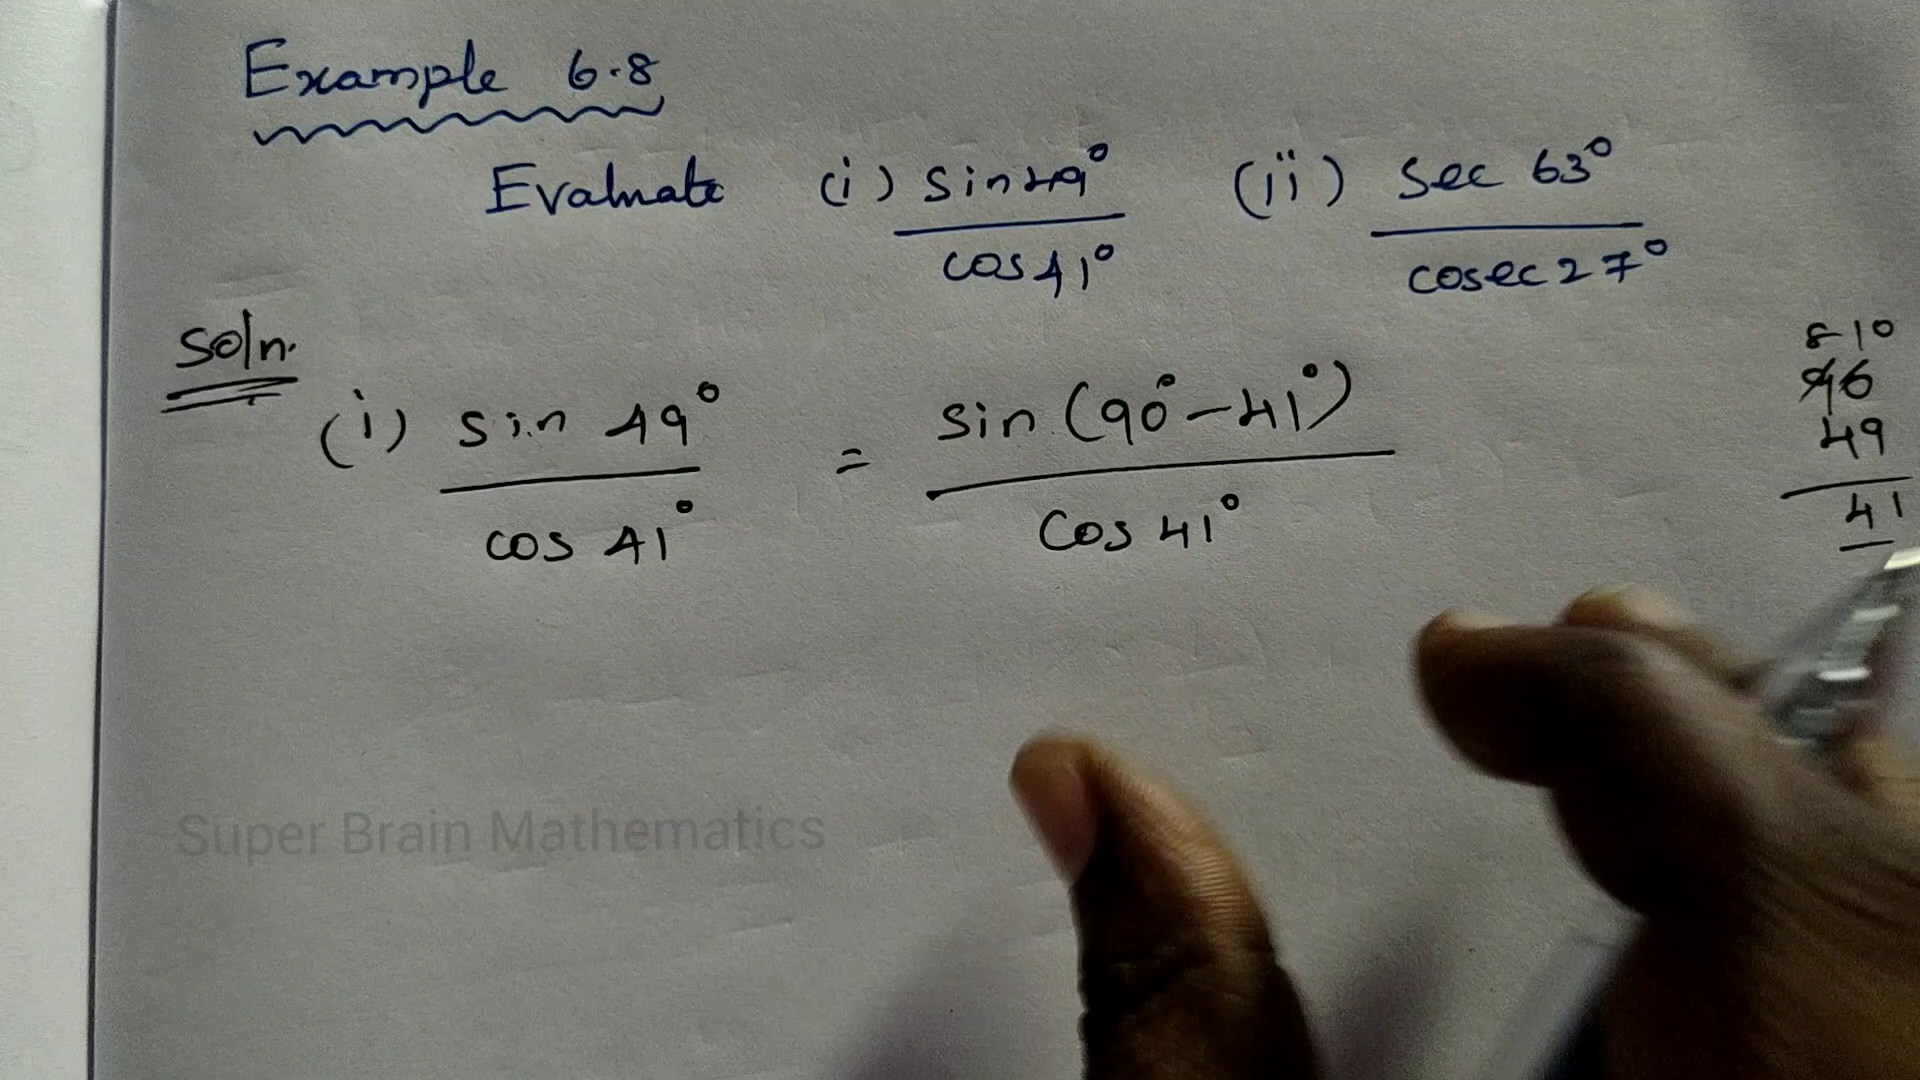 Example 6.8
Evaluate (i) sin 49° / cos 41° (ii) sec 63° / cosec 27°
Soln.
(i) sin 49° / cos 41° = sin (90° - 41°) / cos 41°
8 10
90
49
41
Super Brain Mathematics